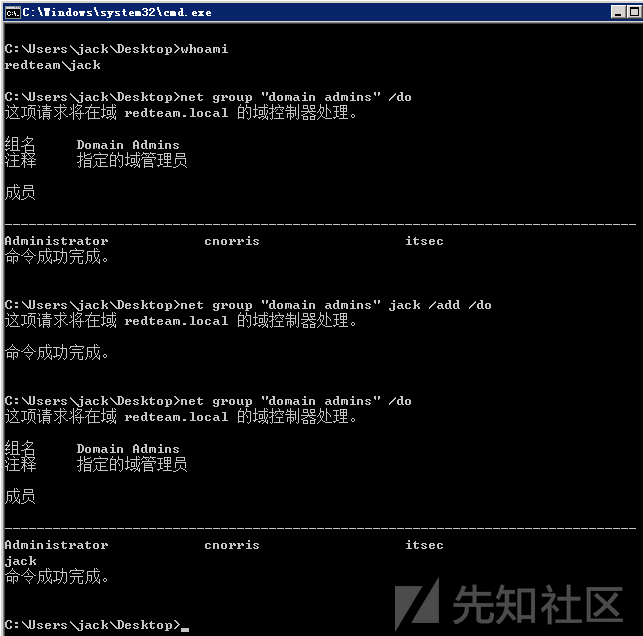 C:\Windows\system32\cmd.exe
C:\Users\jack\Desktop>whoami
redteam\jack
C:\Users\jack\Desktop>net group "domain admins" /do
这项请求将在域 redteam.local 的域控制器处理。
组名     Domain Admins
注释     指定的域管理员
成员
-------------------------------------------------------------------------------
Administrator            cnorris                  itsec
命令成功完成。
C:\Users\jack\Desktop>net group "domain admins" jack /add /do
这项请求将在域 redteam.local 的域控制器处理。
命令成功完成。
C:\Users\jack\Desktop>net group "domain admins" /do
这项请求将在域 redteam.local 的域控制器处理。
组名     Domain Admins
注释     指定的域管理员
成员
-------------------------------------------------------------------------------
Administrator            cnorris                  itsec
jack
命令成功完成。
C:\Users\jack\Desktop>
先知社区